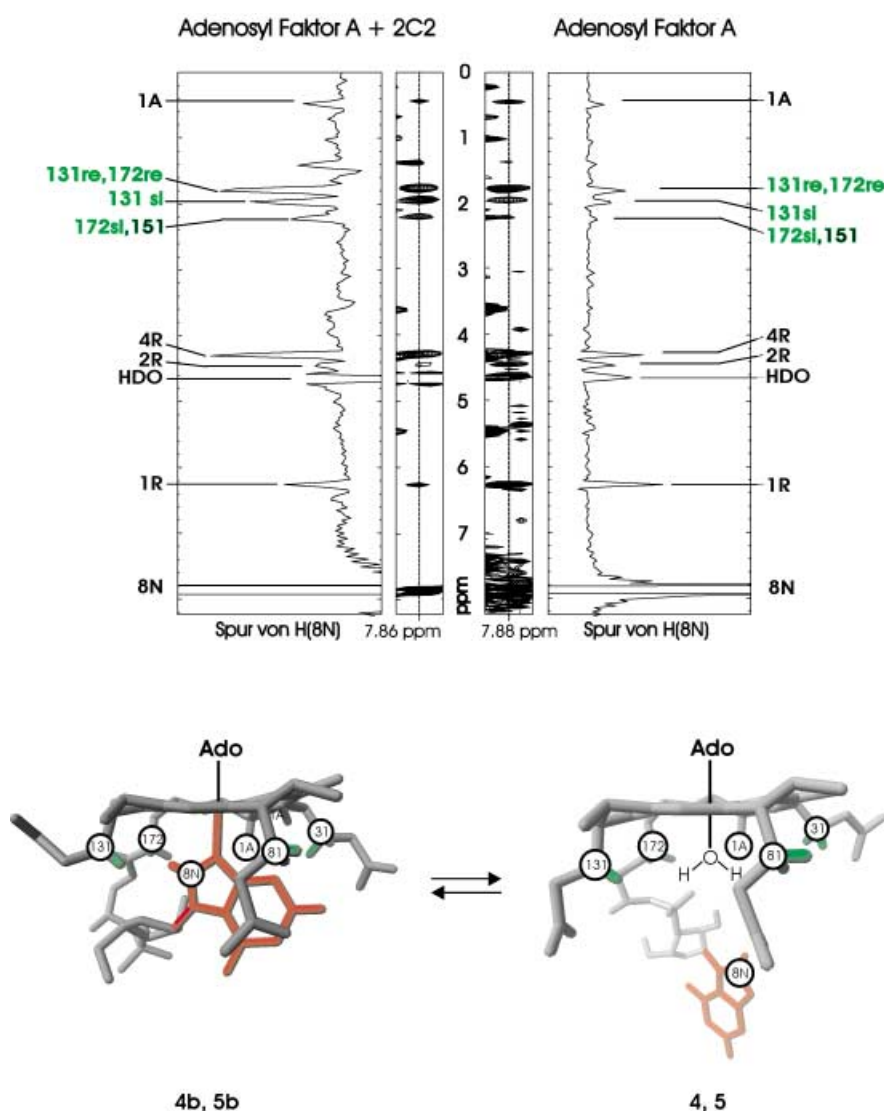 Adenosyl Faktor A + 2C2
Adenosyl Faktor A
1A
131re,172re
131 si
172si,151
4R
2R
HDO
1R
8N
0
1
2
3
4
5
6
7
ppm
1A
131re,172re
131si
172si,151
4R
2R
HDO
1R
8N
Spur von H(8N)
7.86 ppm
7.88 ppm
Spur von H(8N)
Ado
131
172
8N
1A
1A
81
31
4b, 5b
Ado
131
172
H
O
H
1A
81
31
8N
4, 5